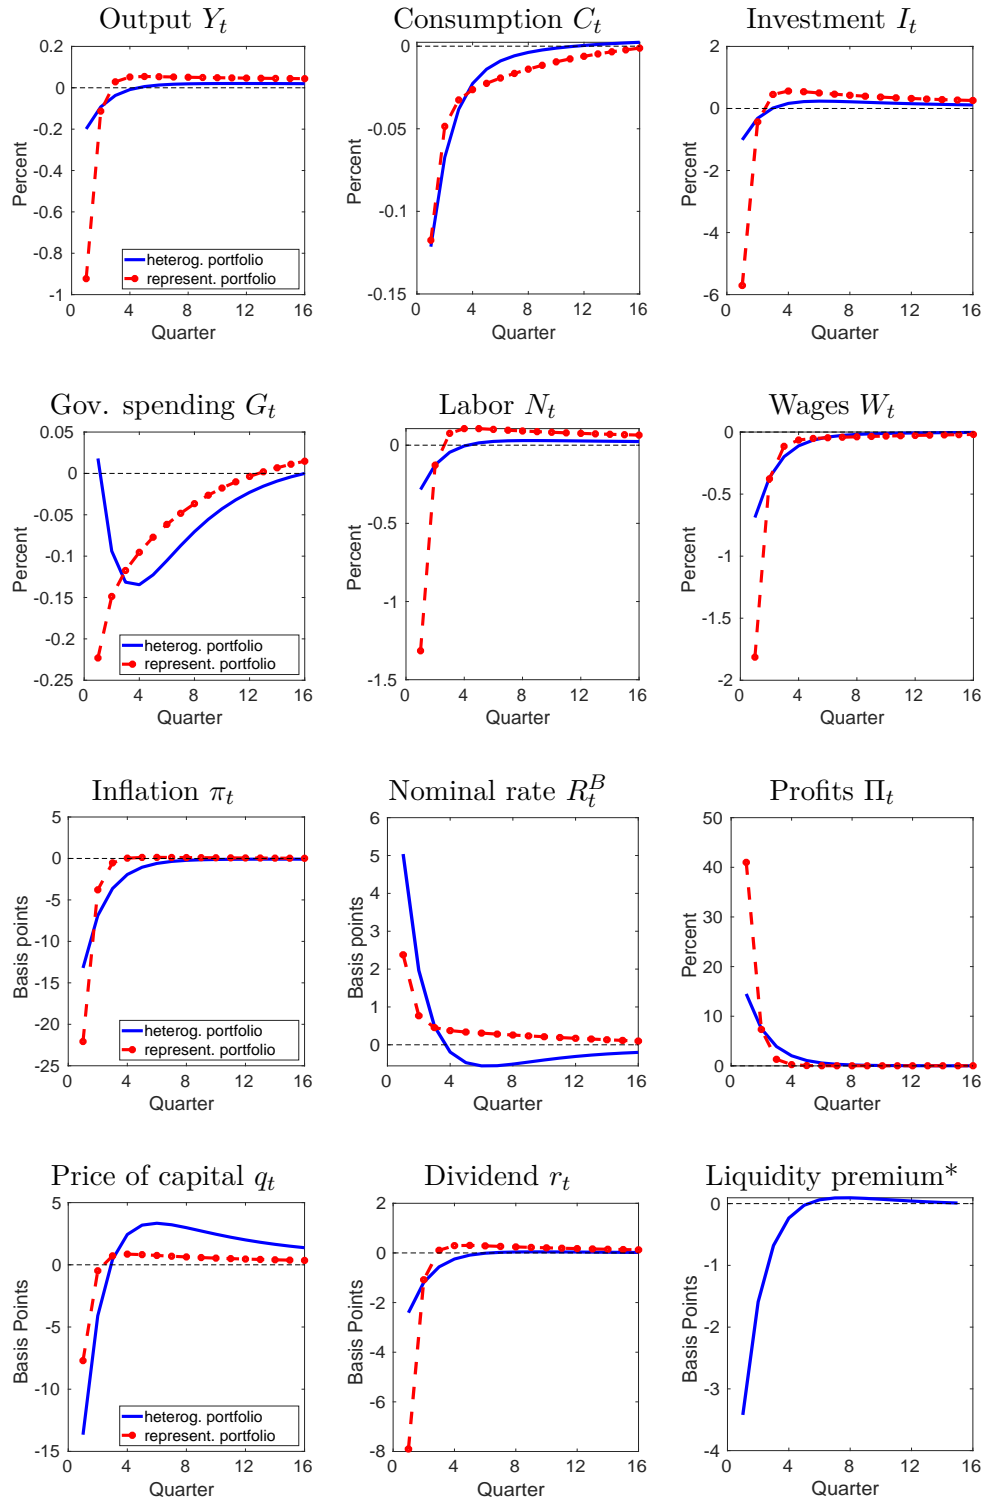 Output Y_t
Percent
0.2
0
-0.2
-0.4
-0.6
-0.8
-1
heterog. portfolio
represent. portfolio
0 4 8 12 16
Quarter
Consumption C_t
Percent
0
-0.05
-0.1
-0.15
0 4 8 12 16
Quarter
Investment I_t
Percent
2
0
-2
-4
-6
0 4 8 12 16
Quarter
Gov. spending G_t
Percent
0.05
0
-0.05
-0.1
-0.15
-0.2
-0.25
heterog. portfolio
represent. portfolio
0 4 8 12 16
Quarter
Labor N_t
Percent
0
-0.5
-1
-1.5
0 4 8 12 16
Quarter
Wages W_t
Percent
0
-0.5
-1
-1.5
-2
0 4 8 12 16
Quarter
Inflation π_t
Basis points
5
0
-5
-10
-15
-20
-25
heterog. portfolio
represent. portfolio
0 4 8 12 16
Quarter
Nominal rate R_t^B
Basis points
6
5
4
3
2
1
0
0 4 8 12 16
Quarter
Profits Π_t
Percent
50
40
30
20
10
0
0 4 8 12 16
Quarter
Price of capital q_t
Basis Points
5
0
-5
-10
-15
heterog. portfolio
represent. portfolio
0 4 8 12 16
Quarter
Dividend r_t
Basis Points
2
0
-2
-4
-6
-8
0 4 8 12 16
Quarter
Liquidity premium*
Basis Points
0
-1
-2
-3
-4
0 4 8 12 16
Quarter